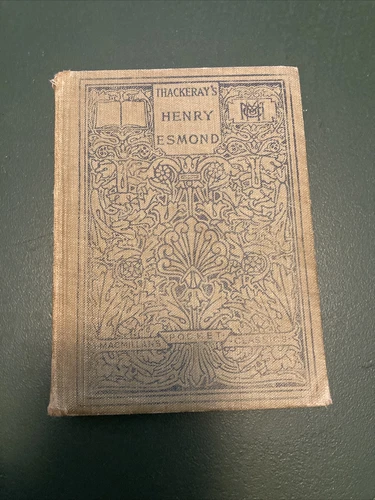 THACKERAY'S
HENRY
ESMOND
MACMILLAN'S POCKET CLASSICS